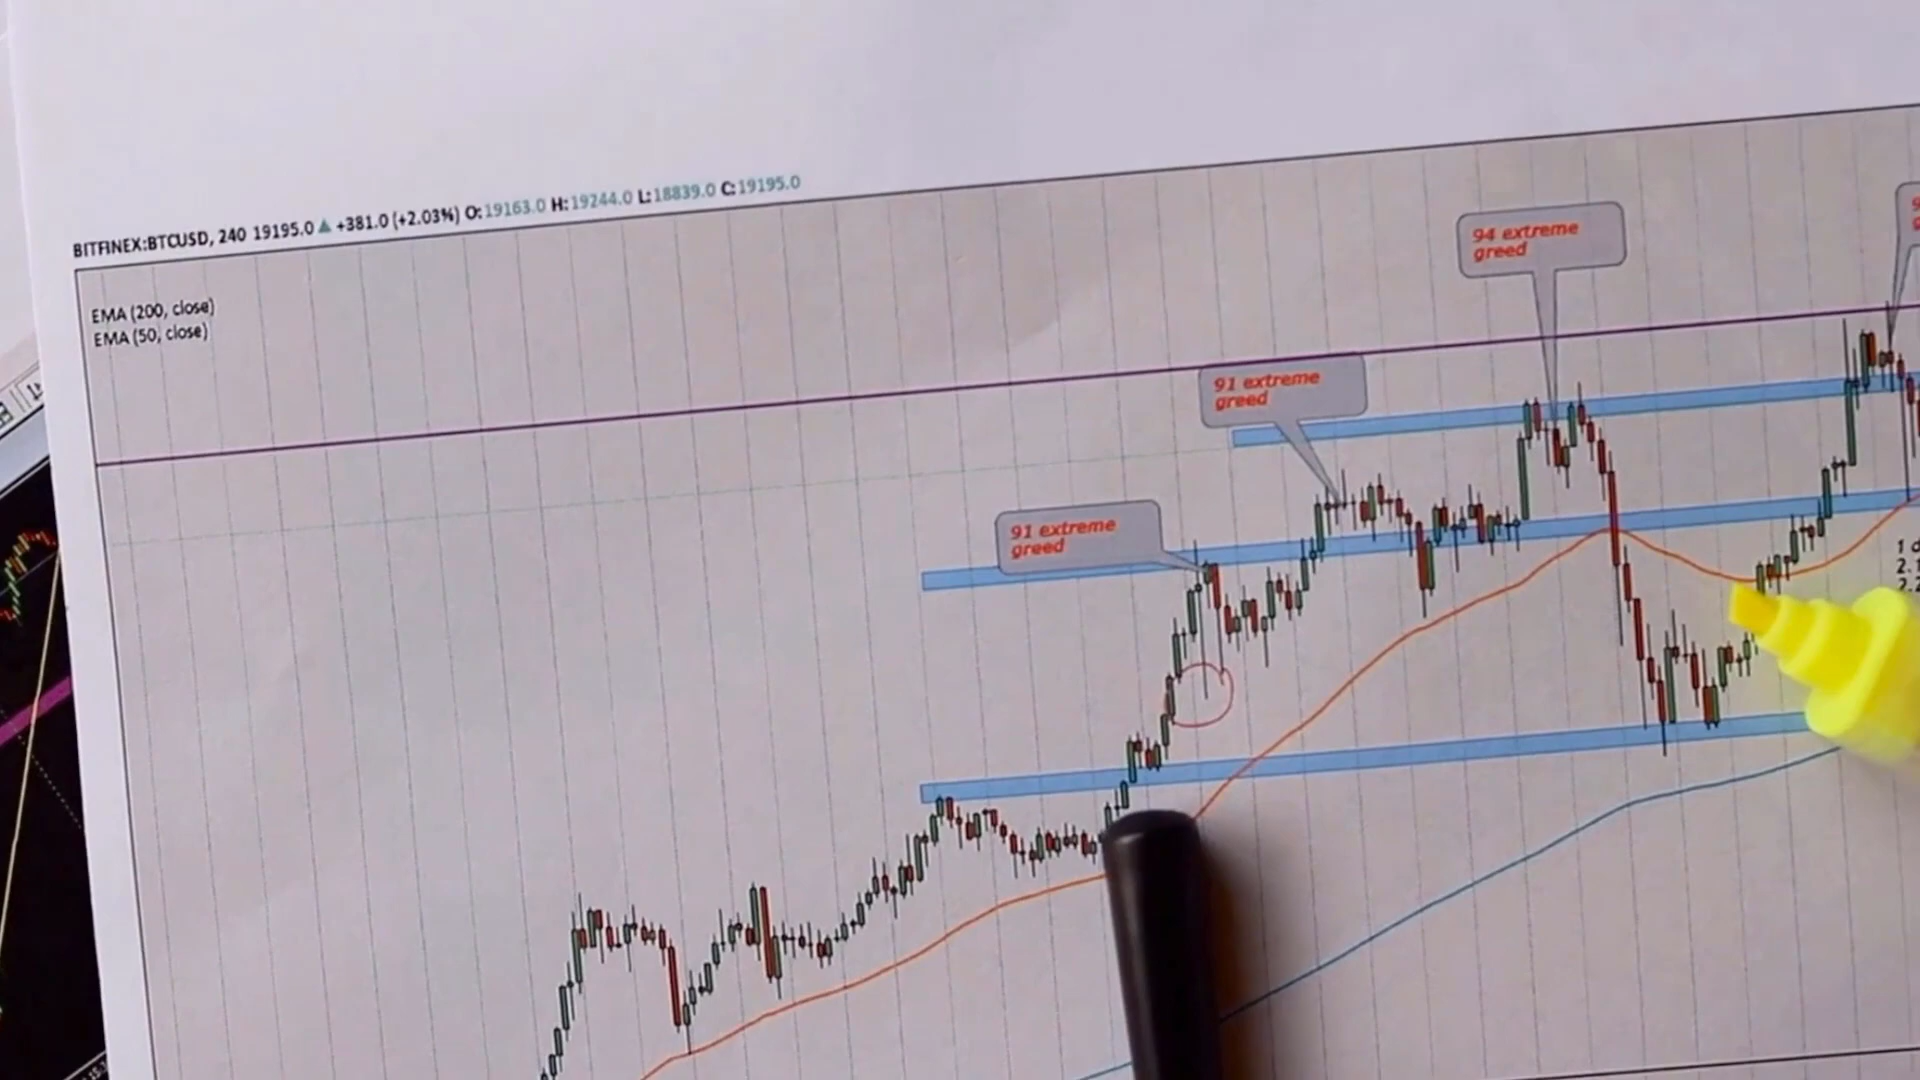 BITFINEX:BTCUSD, 240 19195.0 ▲ +381.0 (+2.03%) O:19163.0 H:19244.0 L:18839.0 C:19195.0
EMA (200, close)
EMA (50, close)
94 extreme
greed
91 extreme
greed
91 extreme
greed